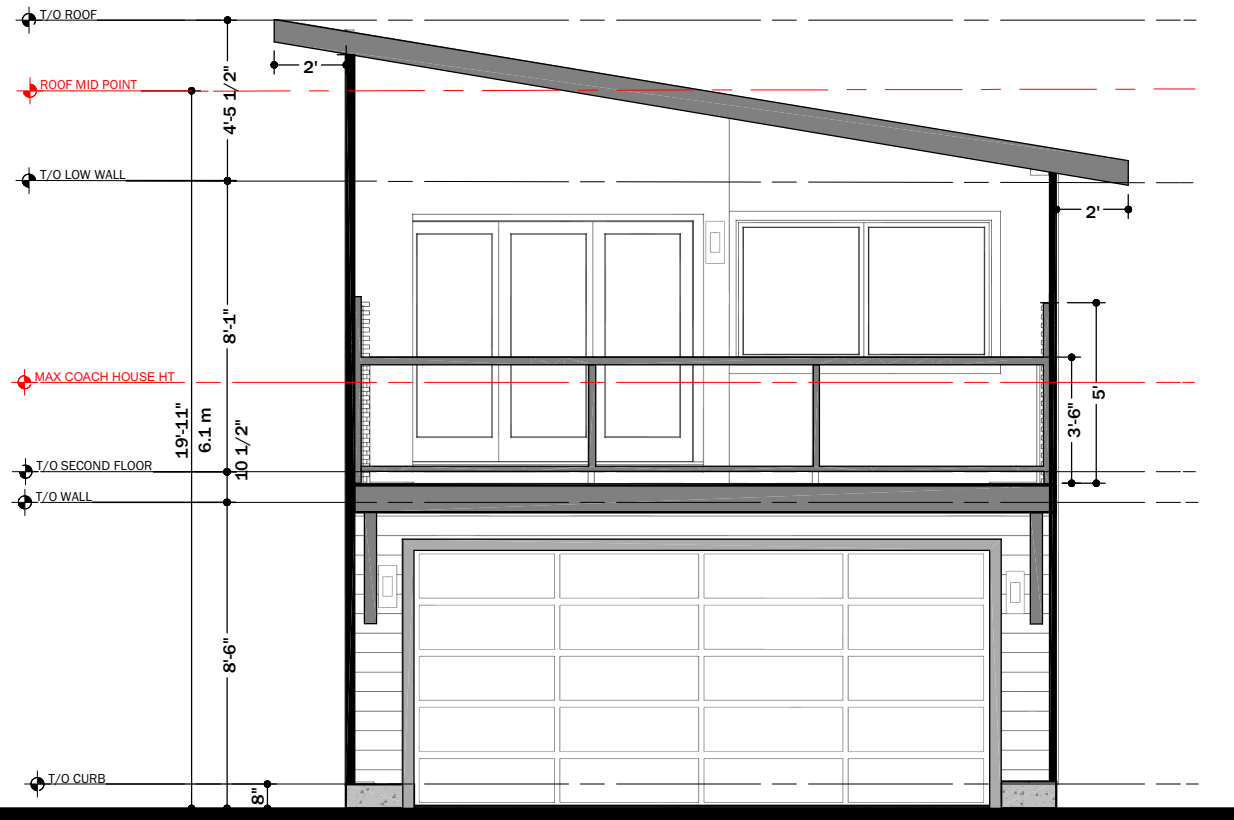 T/O ROOF
2'
4'-5 1/2"
ROOF MID POINT
T/O LOW WALL
2'
8'-1"
MAX COACH HOUSE HT
5'
3'-6"
19'-11"
6.1 m
10 1/2"
T/O SECOND FLOOR
T/O WALL
8'-6"
T/O CURB
8"